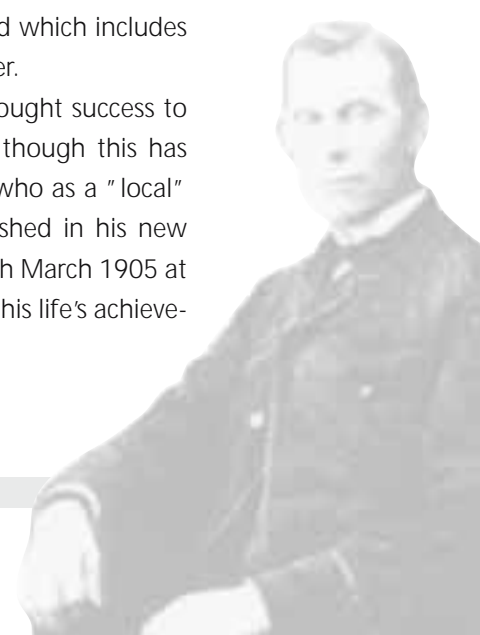 d which includes
er.
ought success to
though this has
who as a "local"
shed in his new
h March 1905 at
his life's achieve-